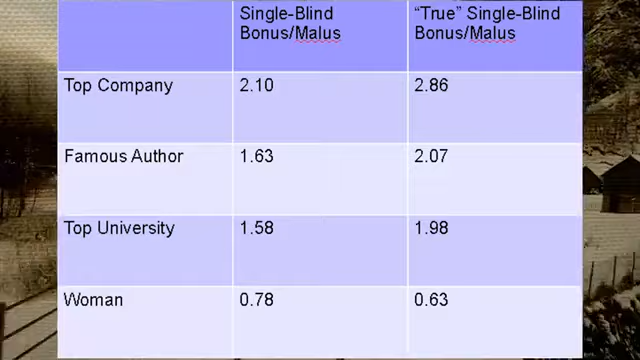 Single-Blind
Bonus/Malus
“True” Single-Blind
Bonus/Malus
Top Company 2.10 2.86
Famous Author 1.63 2.07
Top University 1.58 1.98
Woman 0.78 0.63